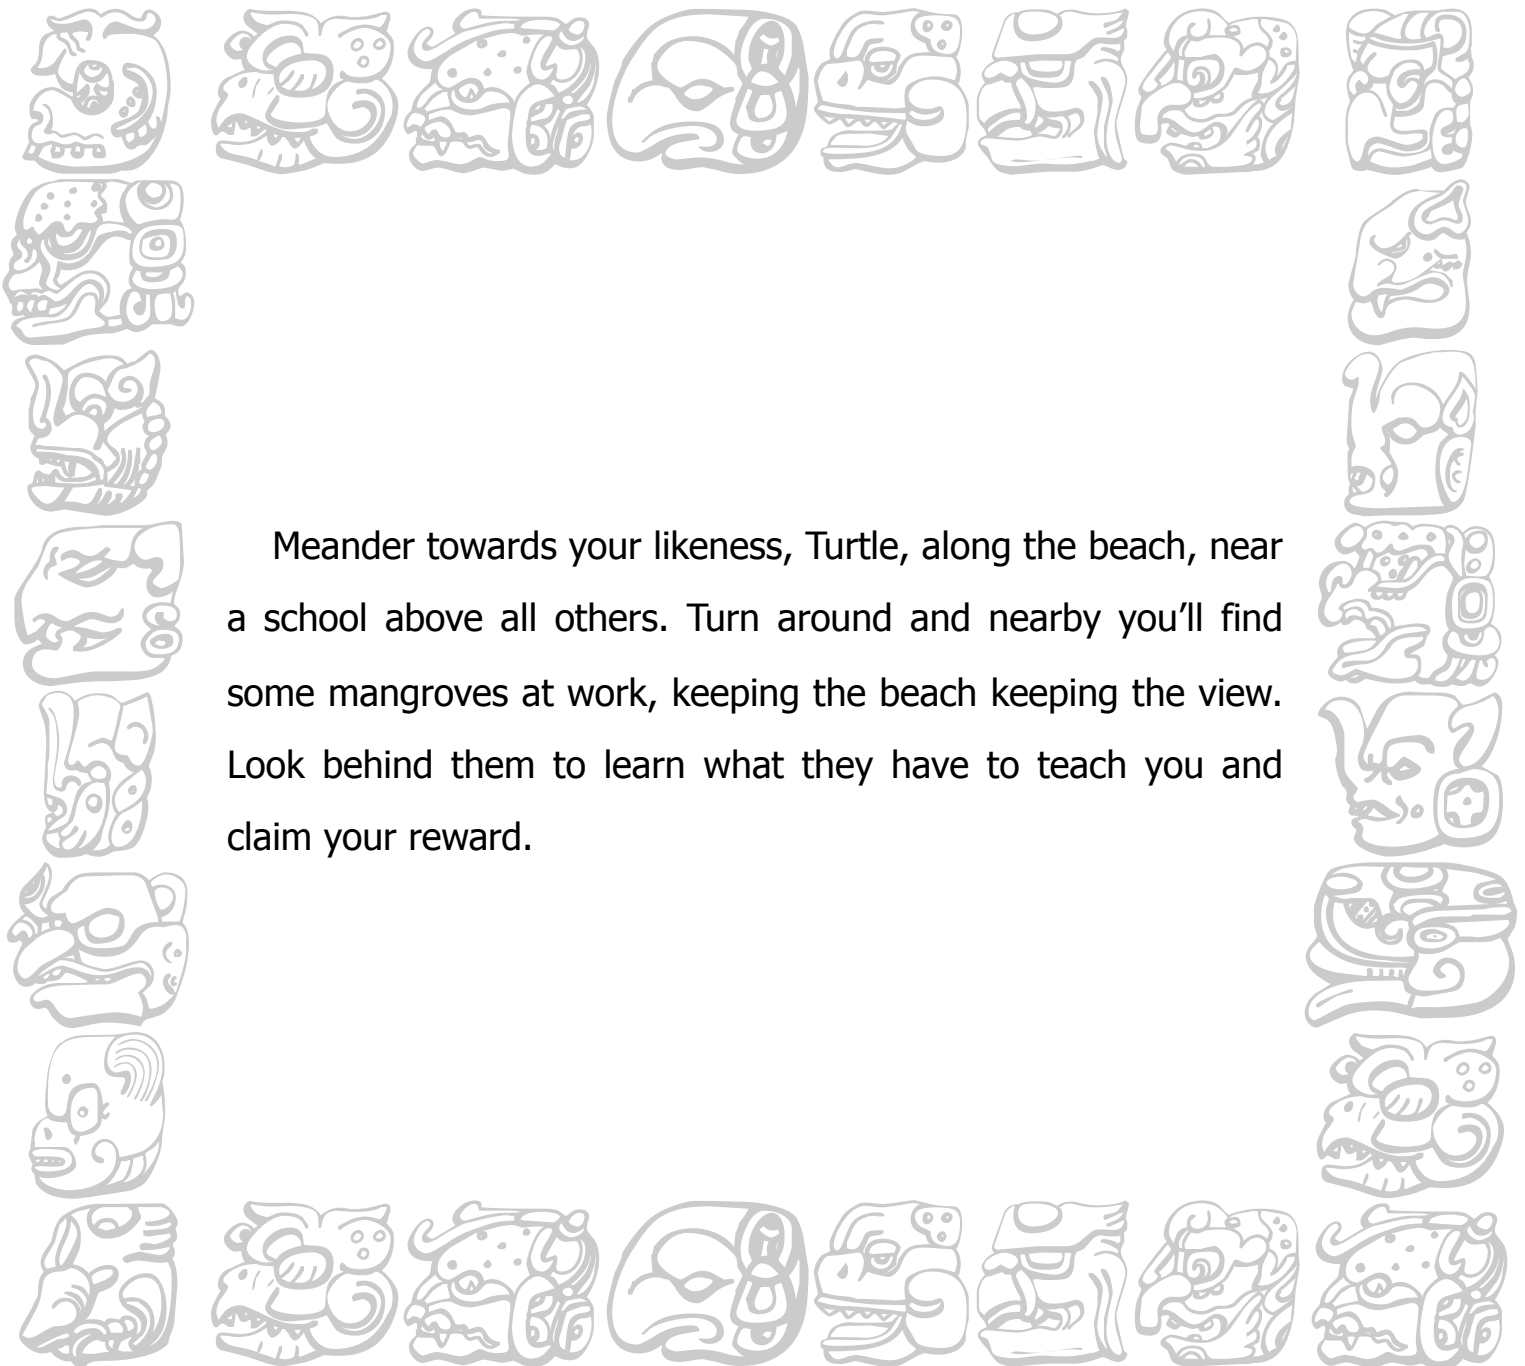 Meander towards your likeness, Turtle, along the beach, near
a school above all others. Turn around and nearby you’ll find
some mangroves at work, keeping the beach keeping the view.
Look behind them to learn what they have to teach you and
claim your reward.